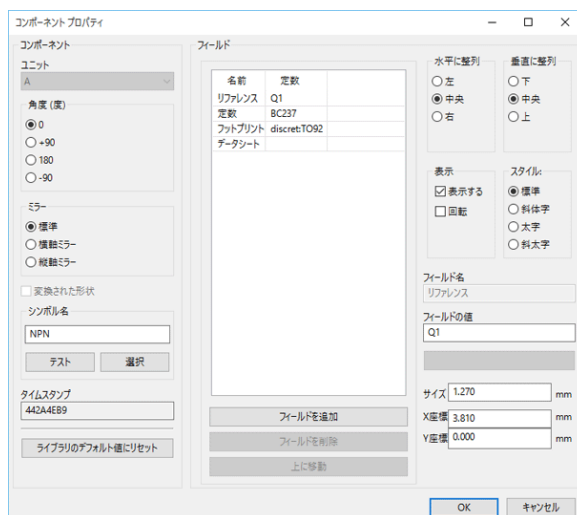 コンポーネント プロパティ
コンポーネント
ユニット
A
角度 (度)
0
+90
180
-90
ミラー
標準
横軸ミラー
縦軸ミラー
変換された形状
シンボル名
NPN
テスト 選択
タイムスタンプ
442A4EB9
ライブラリのデフォルト値にリセット
フィールド
名前 定数
リファレンス Q1
定数 BC237
フットプリント discret:TO92
データシート
フィールドを追加
フィールドを削除
上に移動
水平に整列
左
中央
右
垂直に整列
下
中央
上
表示
表示する
回転
スタイル:
標準
斜体字
太字
斜太字
フィールド名
リファレンス
フィールドの値
Q1
サイズ 1.270 mm
X座標 3.810 mm
Y座標 0.000 mm
OK キャンセル